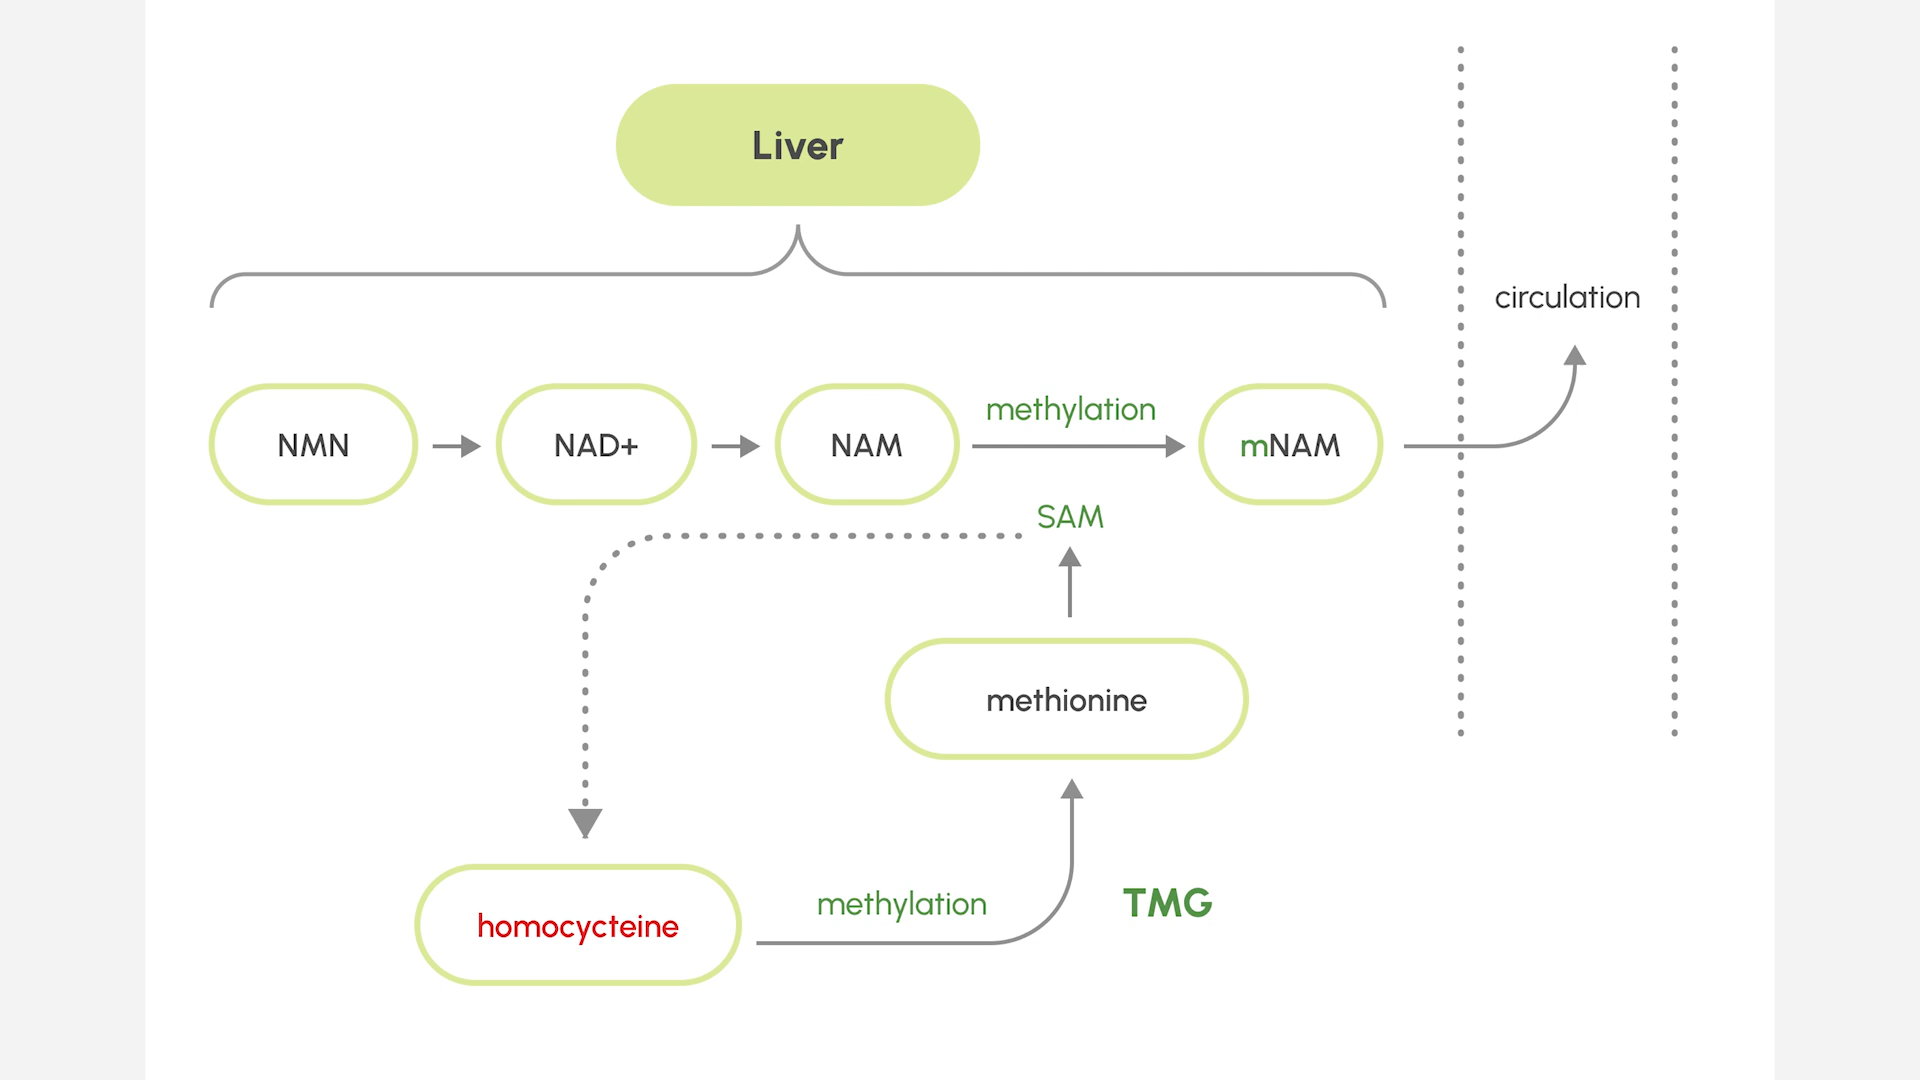 Liver
circulation
NMN
NAD+
NAM
methylation
mNAM
SAM
methionine
homocycteine
methylation
TMG